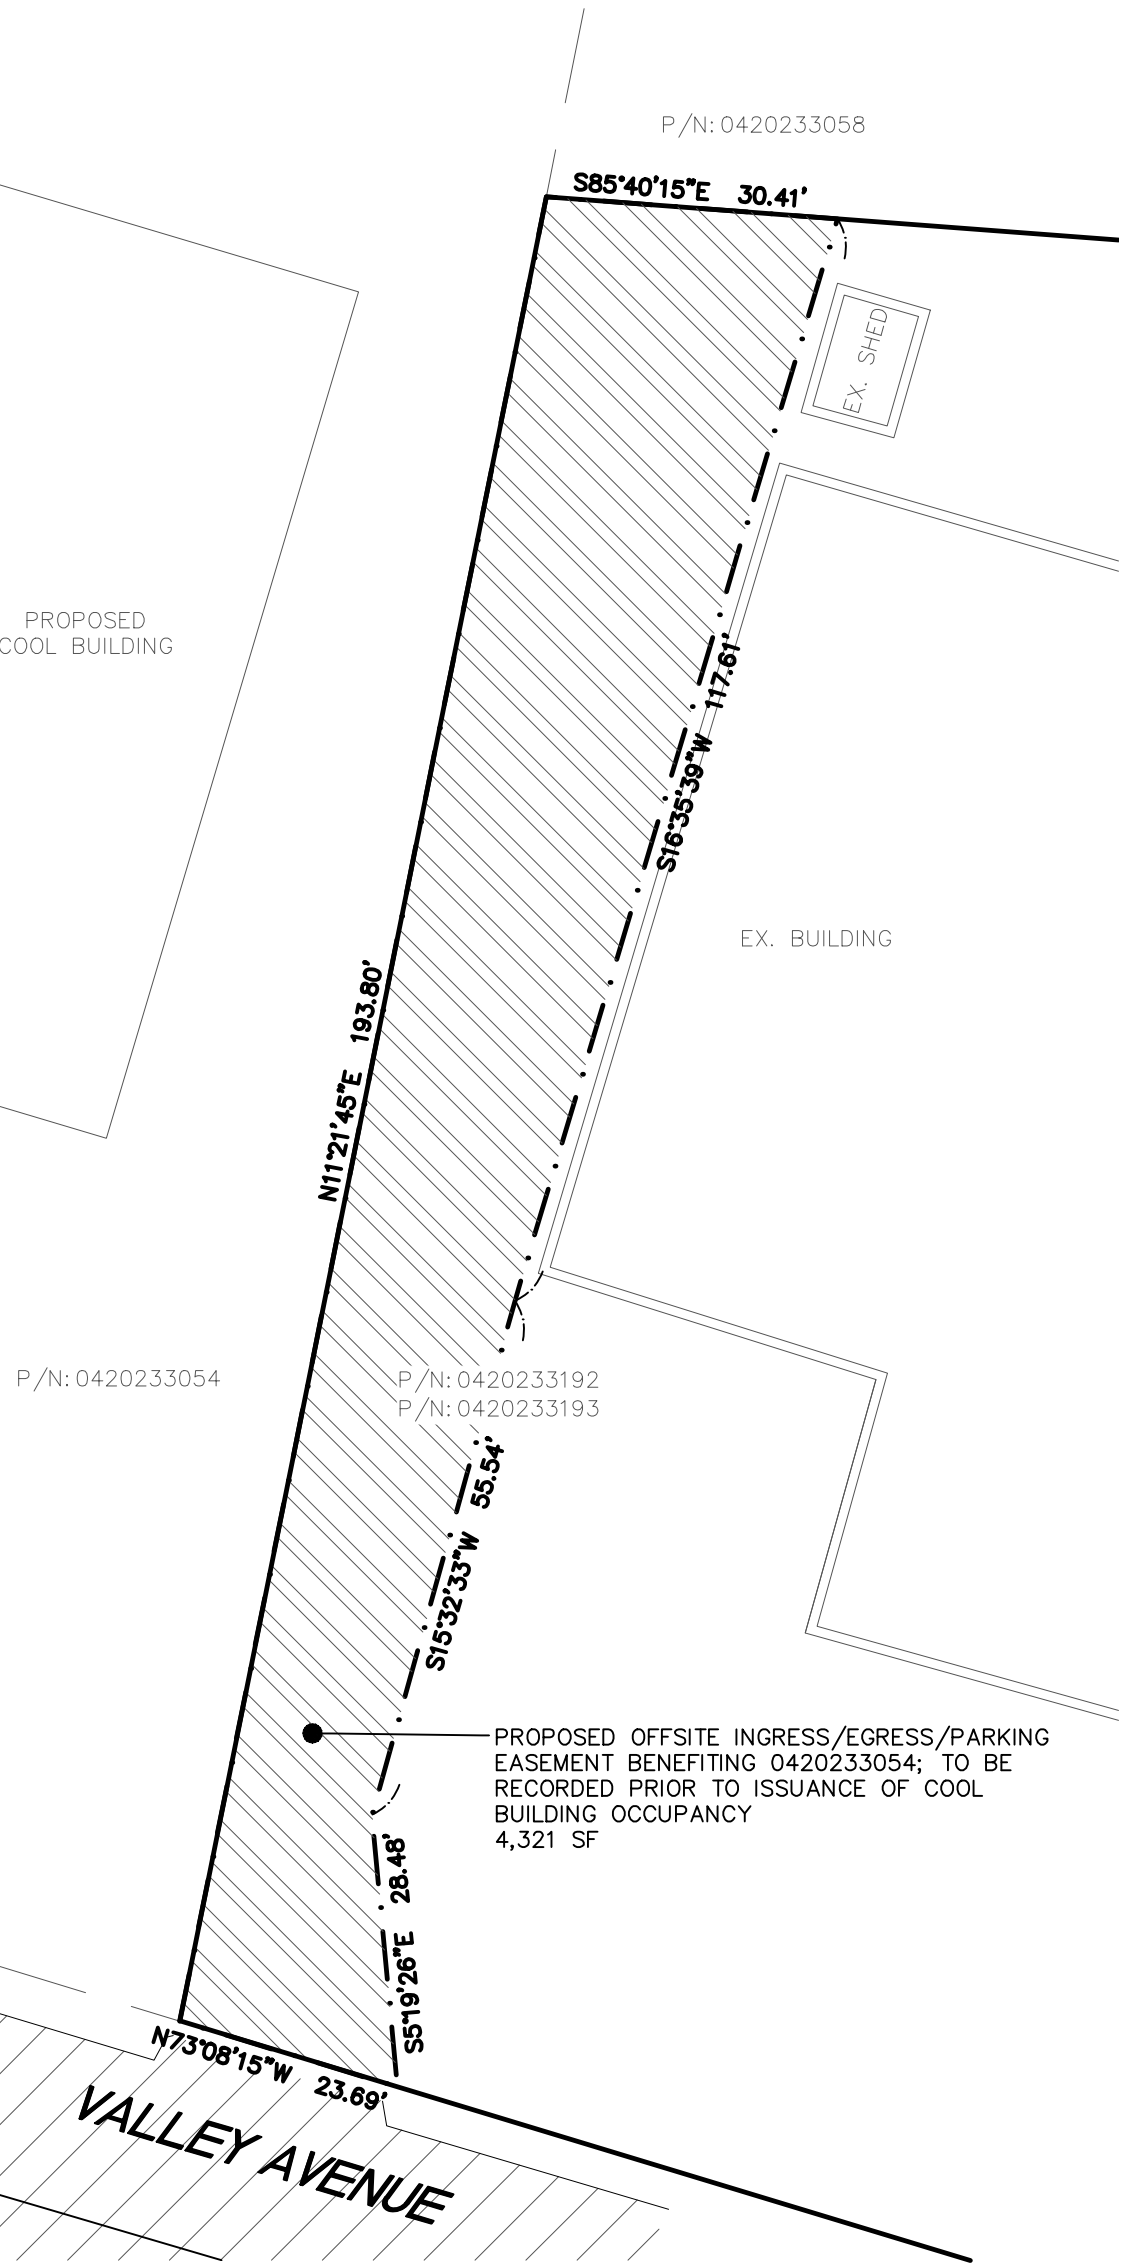 P/N: 0420233058
S85°40'15"E 30.41'
EX. SHED
PROPOSED
COOL BUILDING
S16°35'39"W 117.61'
EX. BUILDING
N11°21'45"E 193.80'
P/N: 0420233054
P/N: 0420233192
P/N: 0420233193
S15°32'33"W 55.54'
PROPOSED OFFSITE INGRESS/EGRESS/PARKING
EASEMENT BENEFITING 0420233054; TO BE
RECORDED PRIOR TO ISSUANCE OF COOL
BUILDING OCCUPANCY
4,321 SF
S5°19'26"E 28.48'
N73°08'15"W 23.69'
VALLEY AVENUE